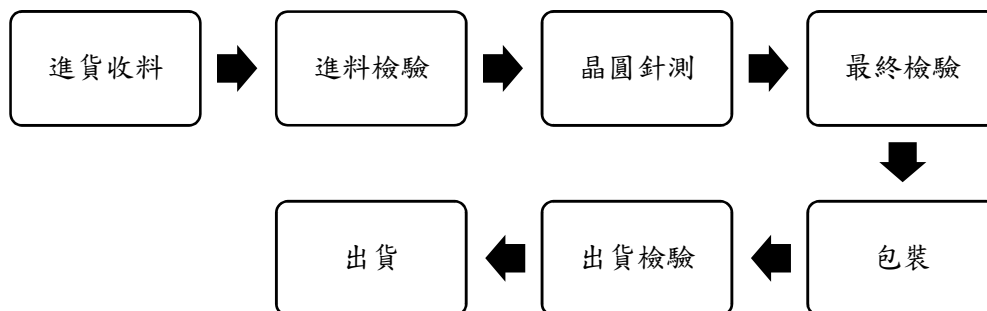 進貨收料
進料檢驗
晶圓針測
最終檢驗
包裝
出貨檢驗
出貨